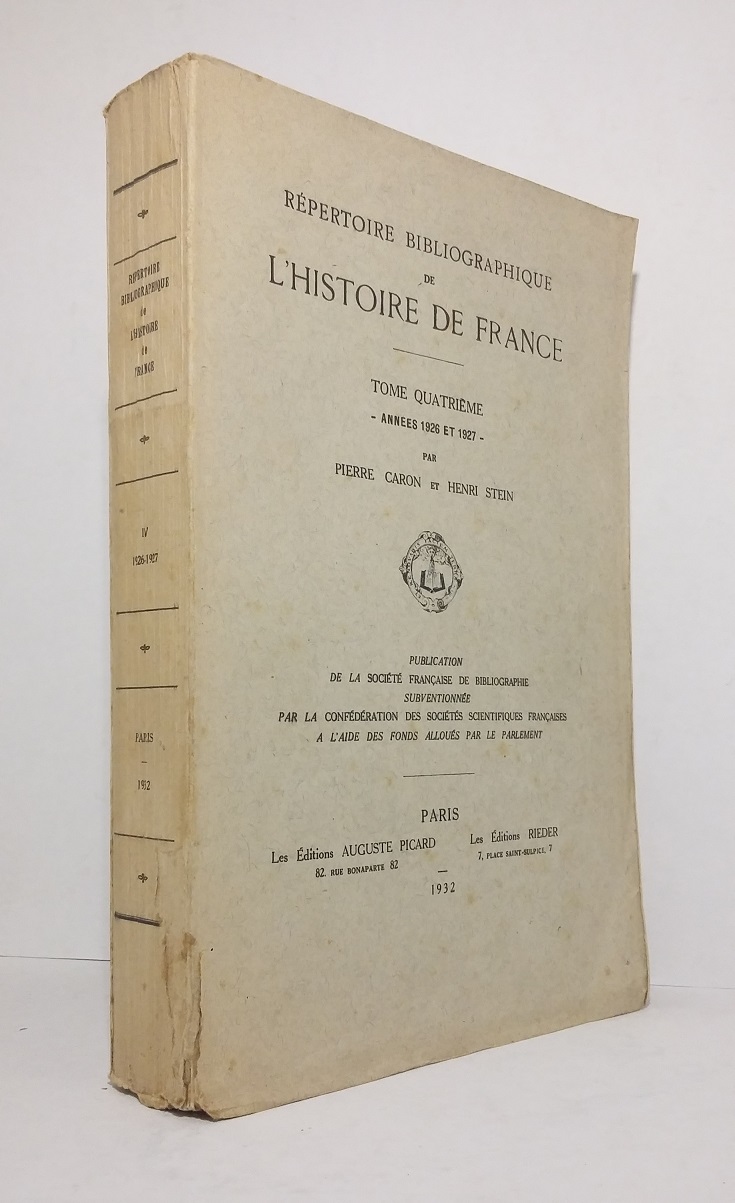 RÉPERTOIRE
BIBLIOGRAPHIQUE
de
L'HISTOIRE
de
FRANCE
IV
1926-1927
PARIS
—
1932
RÉPERTOIRE BIBLIOGRAPHIQUE
DE
L'HISTOIRE DE FRANCE
TOME QUATRIÈME
- ANNEES 1926 ET 1927 -
PAR
PIERRE CARON ET HENRI STEIN
PUBLICATION
DE LA SOCIÉTÉ FRANÇAISE DE BIBLIOGRAPHIE
SUBVENTIONNÉE
PAR LA CONFÉDÉRATION DES SOCIÉTÉS SCIENTIFIQUES FRANÇAISES
A L'AIDE DES FONDS ALLOUÉS PAR LE PARLEMENT
PARIS
Les Éditions AUGUSTE PICARD
82, RUE BONAPARTE 82
Les Éditions RIEDER
7, PLACE SAINT-SULPICE, 7
—
1932